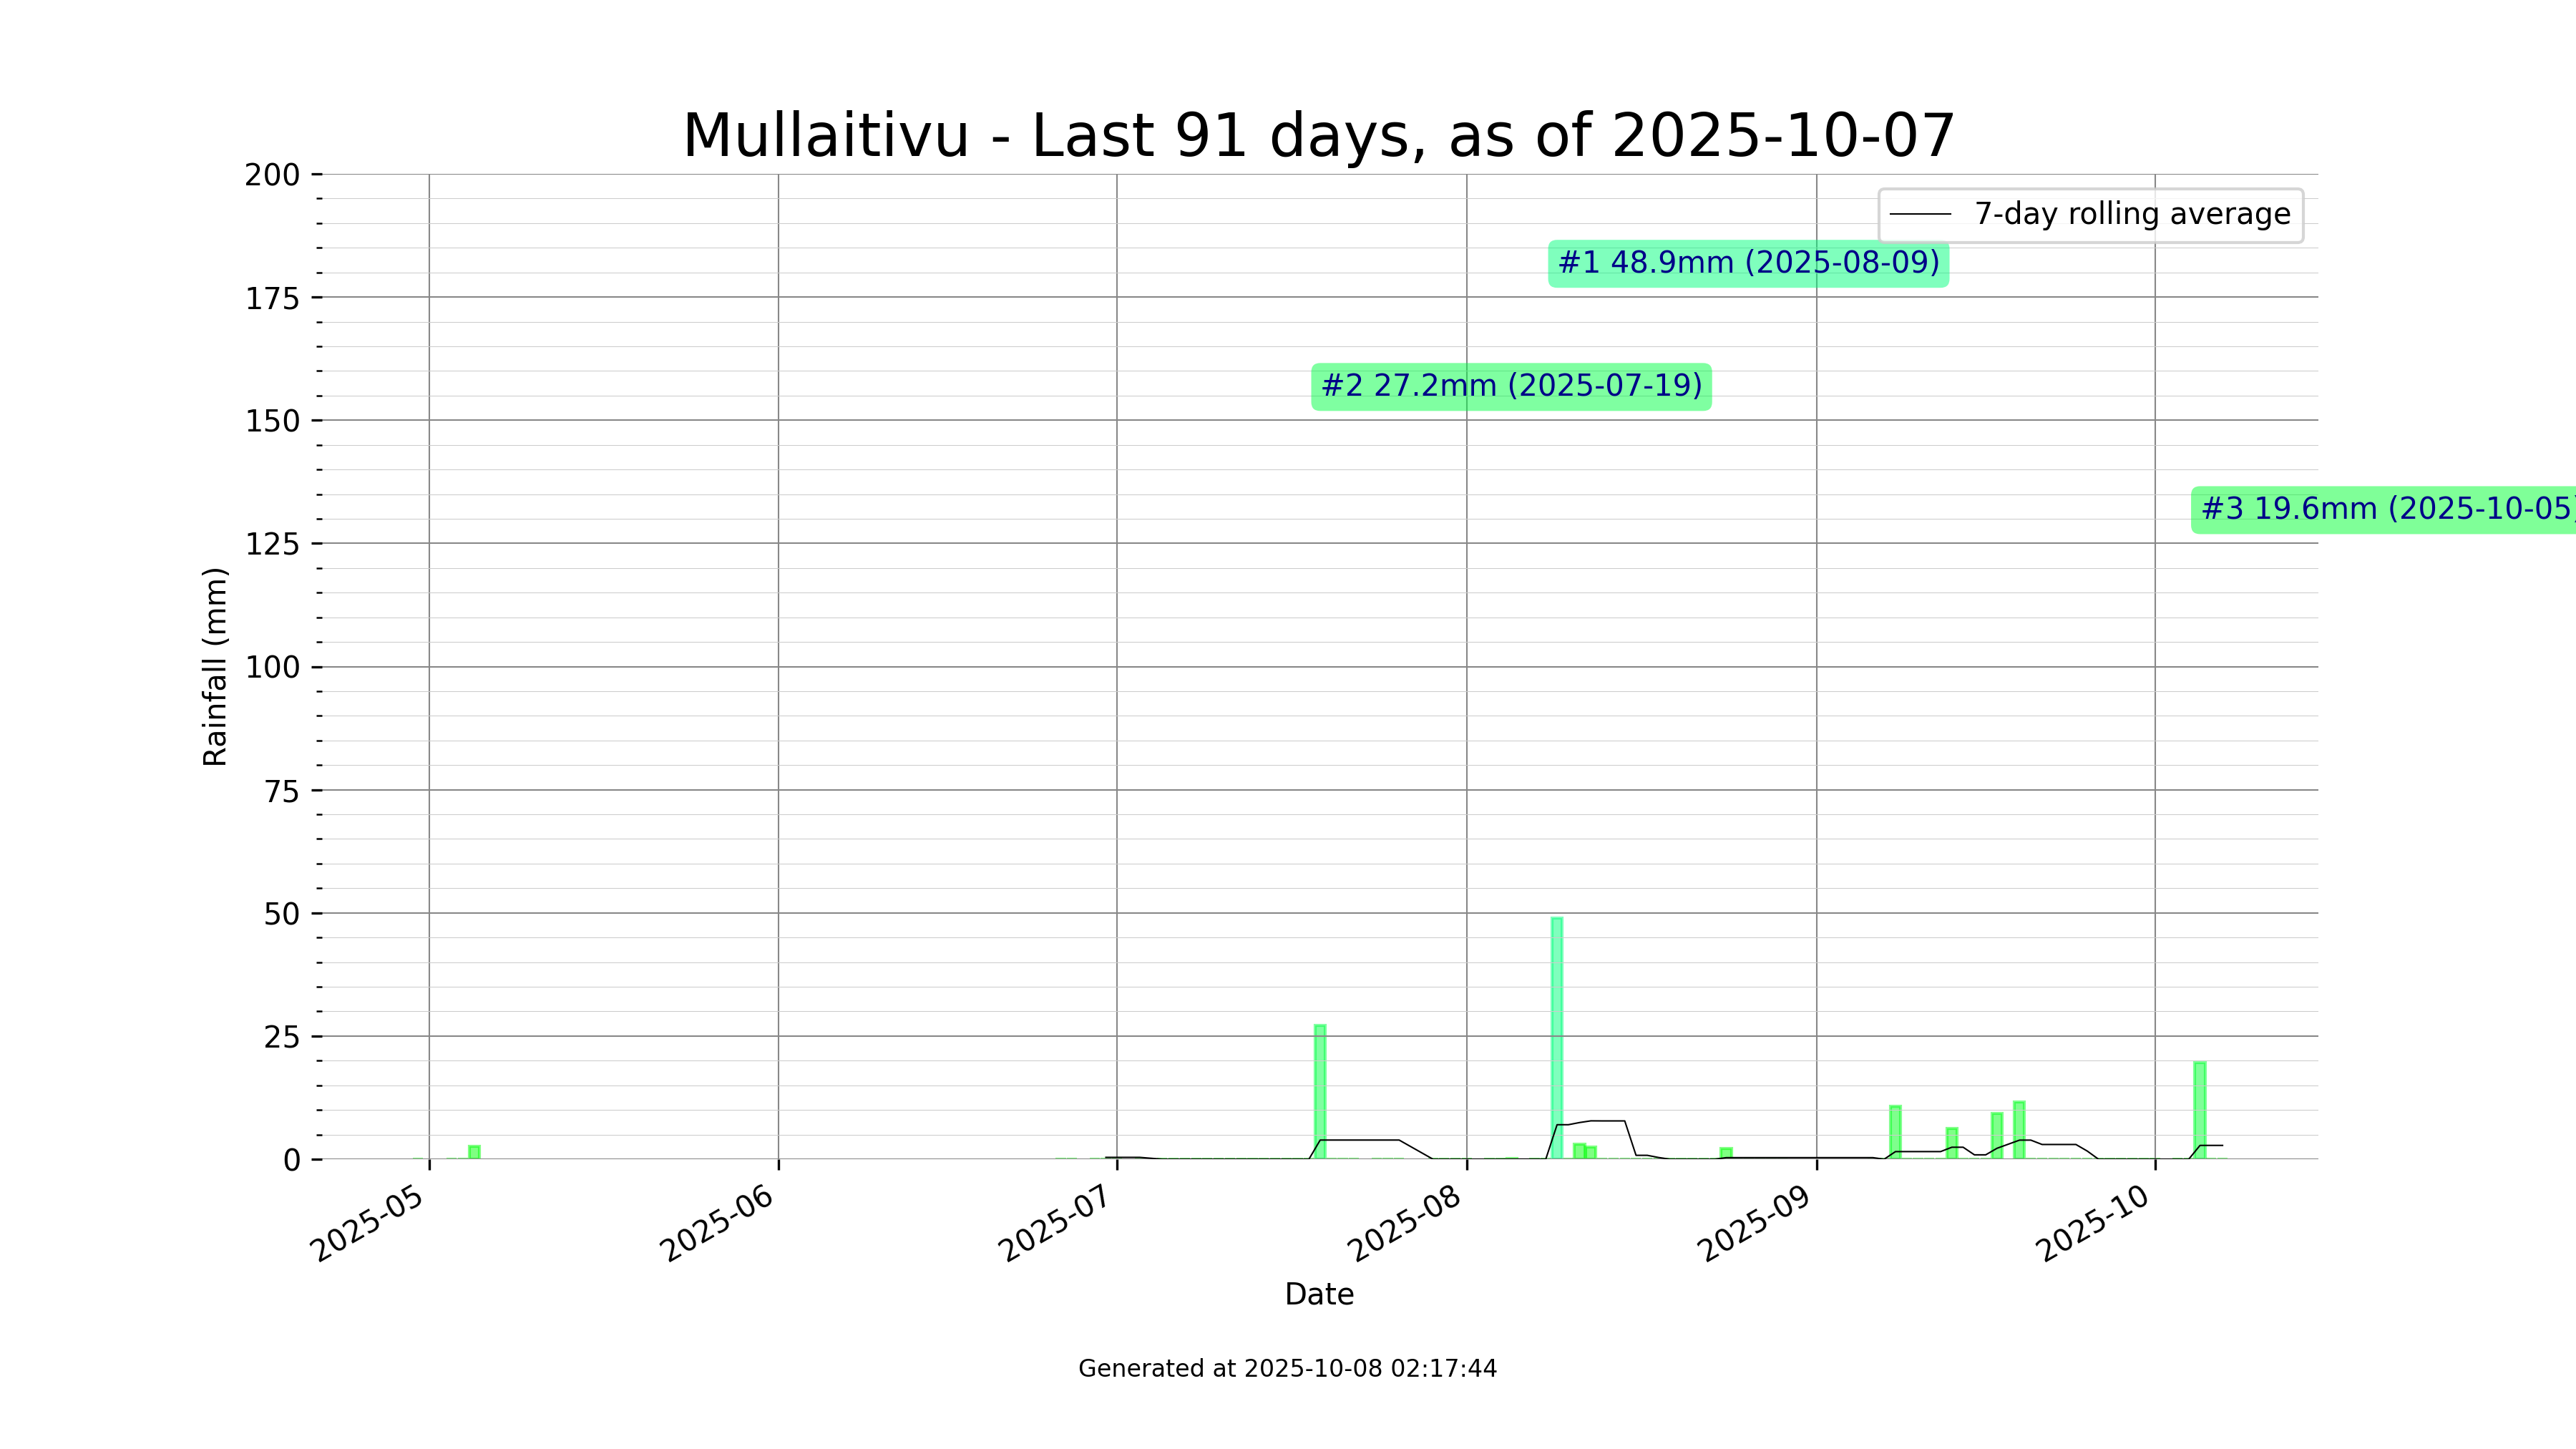 Mullaitivu - Last 91 days, as of 2025-10-07
200
175
150
125
100
75
50
25
0
Rainfall (mm)
7-day rolling average
#1 48.9mm (2025-08-09)
#2 27.2mm (2025-07-19)
#3 19.6mm (2025-10-05)
2025-05
2025-06
2025-07
2025-08
2025-09
2025-10
Date
Generated at 2025-10-08 02:17:44